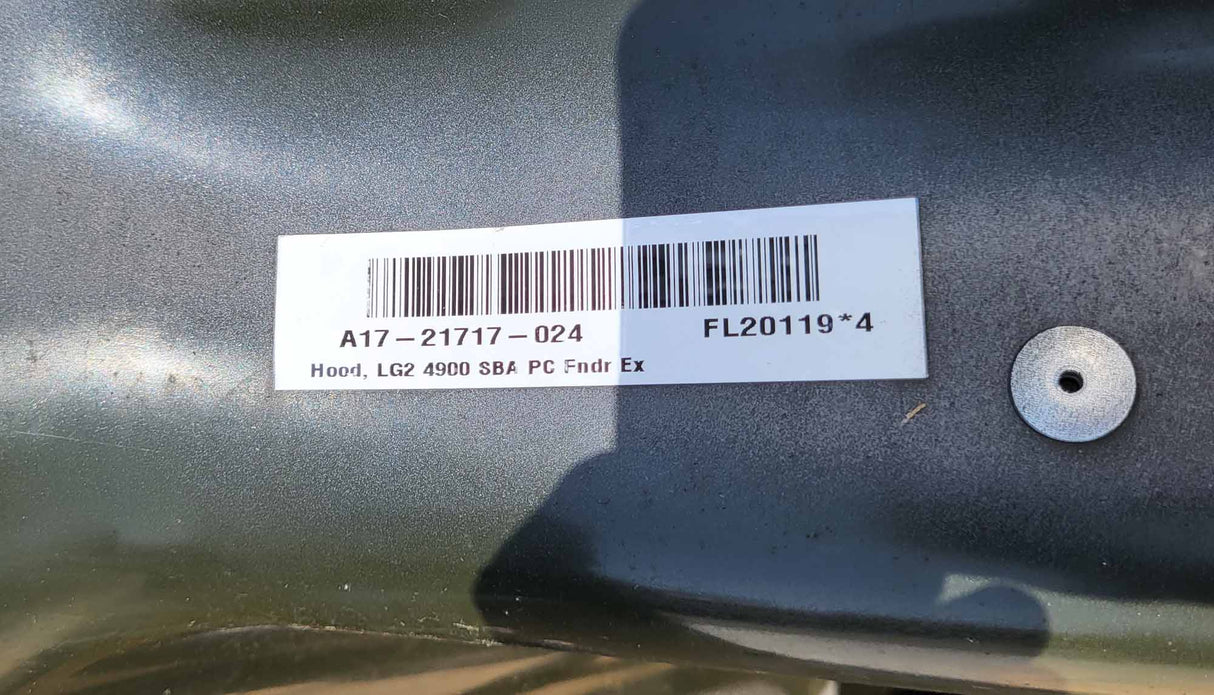 A17-21717-024 FL20119*4
Hood, LG2 4900 SBA PC Fndr Ex